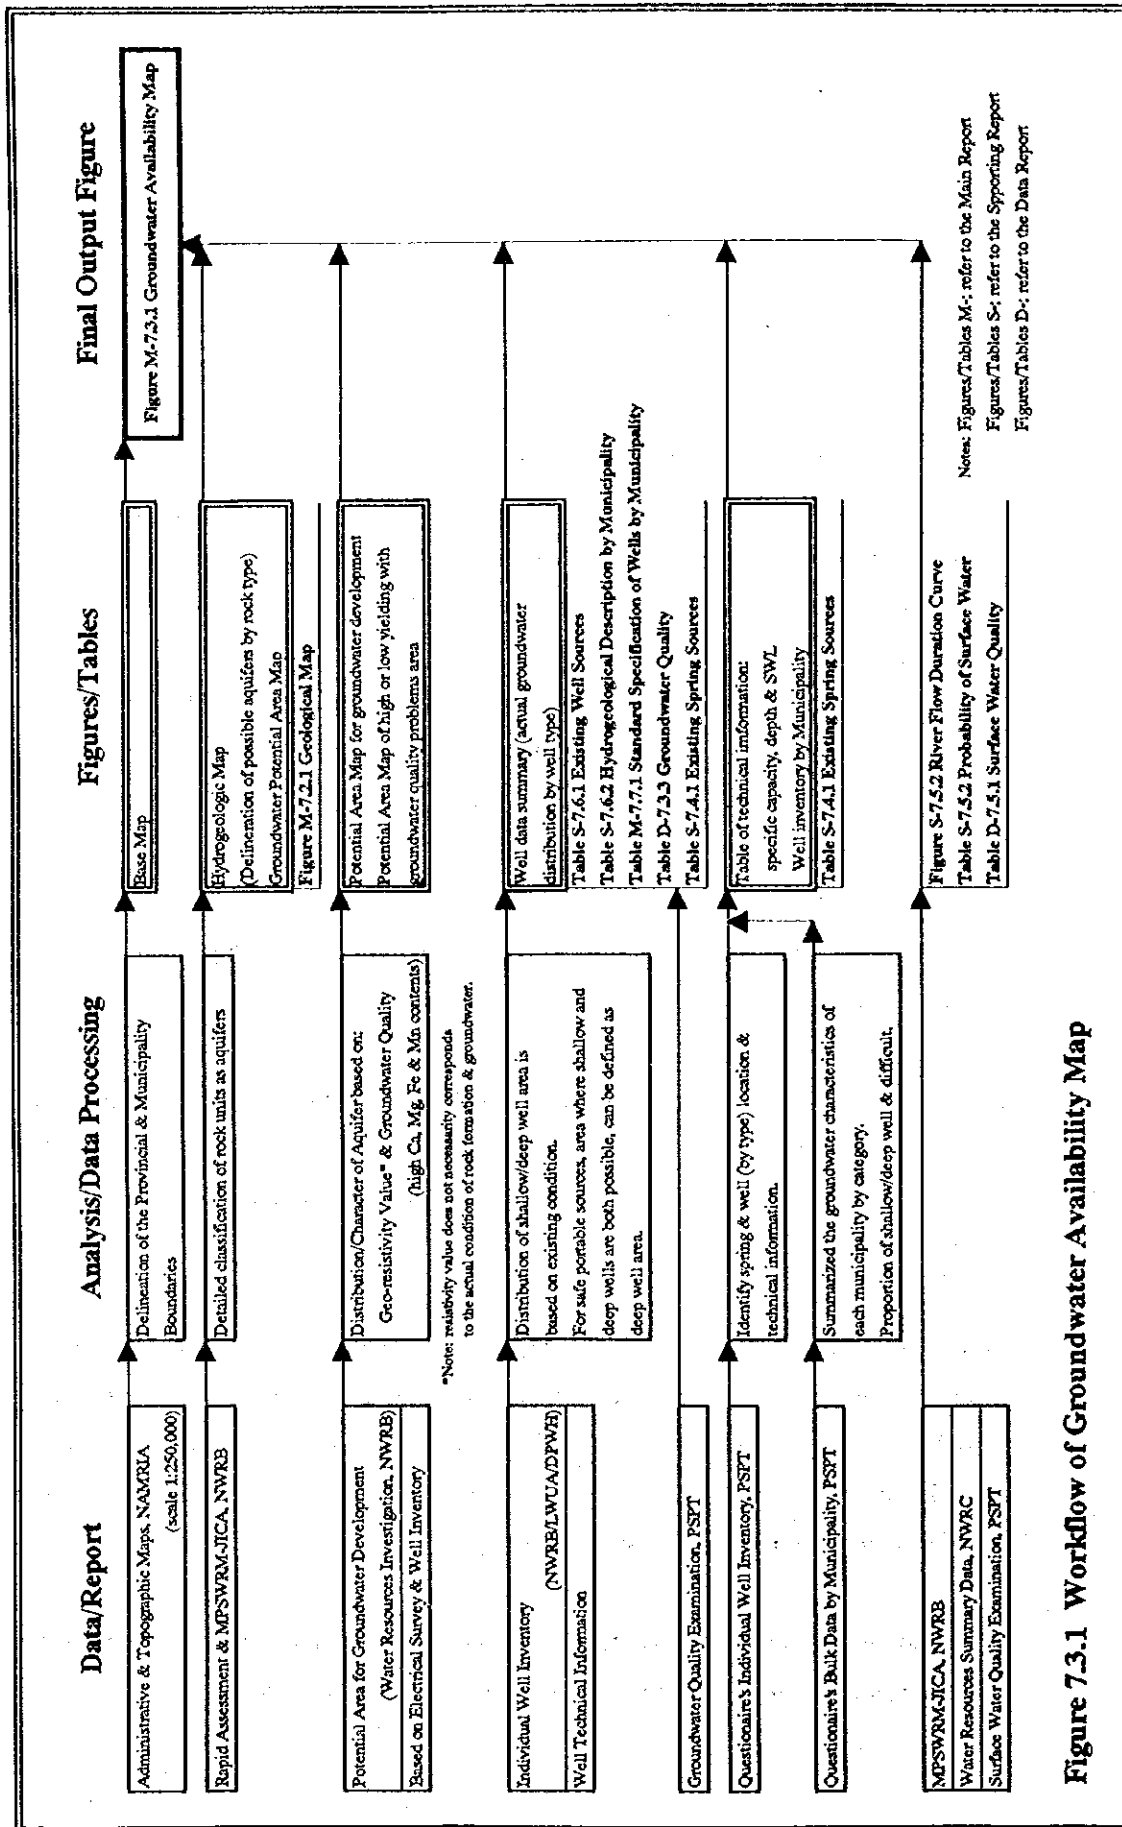 Data/Report
Analysis/Data Processing
Figures/Tables
Final Output Figure
Administrative & Topographic Maps, NAMRIA
(scale 1:250,000)
Delineation of the Provincial & Municipality
Boundaries
Base Map
Figure M-7.3.1 Groundwater Availability Map
Rapid Assessment & MPSWRM-JICA, NWRB
Detailed classification of rock units as aquifers
Hydrogeologic Map
(Delineration of possible aquifers by rock type)
Groundwater Potential Area Map
Figure M-7.2.1 Geological Map
Potential Area for Groundwater Development
(Water Resources Investigation, NWRB)
Based on Electrical Survey & Well Inventory
Distribution/Character of Aquifer based on:
Geo-resistivity Value* & Groundwater Quality
(high Ca, Mg, Fe & Mn contents)
*Note: resistivity value does not necessarity corresponds
to the actual condition of rock formation & groundwater.
Potential Area Map for groundwater development
Potential Area Map of high or low yielding with
groundwater quality problems area
Individual Well Inventory
(NWRB/LWUA/DPWH)
Well Technical Information
Distribution of shallow/deep well area is
based on existing condition.
For safe portable sources, area where shallow and
deep wells are both possible, can be defined as
deep well area.
Well data summary (actual groundwater
distribution by well type)
Table S-7.6.1 Existing Well Sources
Table S-7.6.2 Hydrogeological Description by Municipality
Table M-7.7.1 Standard Specification of Wells by Municipality
Table D-7.3.3 Groundwater Quality
Table S-7.4.1 Existing Spring Sources
Groundwater Quality Examination, PSPT
Questionaire's Individual Well Inventory, PSPT
Identify spring & well (by type) location &
technical information.
Table of technical imformation:
specific capacity, depth & SWL
Well inventory by Municipality
Table S-7.4.1 Existing Spring Sources
Questionaire's Bulk Data by Municipality, PSPT
Summarized the groundwater characteristics of
each municipality by category.
Proportion of shallow/deep well & difficult.
MPSWRM-JICA, NWRB
Water Resources Summary Data, NWRC
Surface Water Quality Examination, PSPT
Figure S-7.5.2 River Flow Duration Curve
Table S-7.5.2 Probability of Surface Water
Table D-7.5.1 Surface Water Quality
Notes: Figures/Tables M-; refer to the Main Report
Figures/Tables S-; refer to the Spporting Report
Figures/Tables D-; refer to the Data Report
Figure 7.3.1 Workflow of Groundwater Availability Map